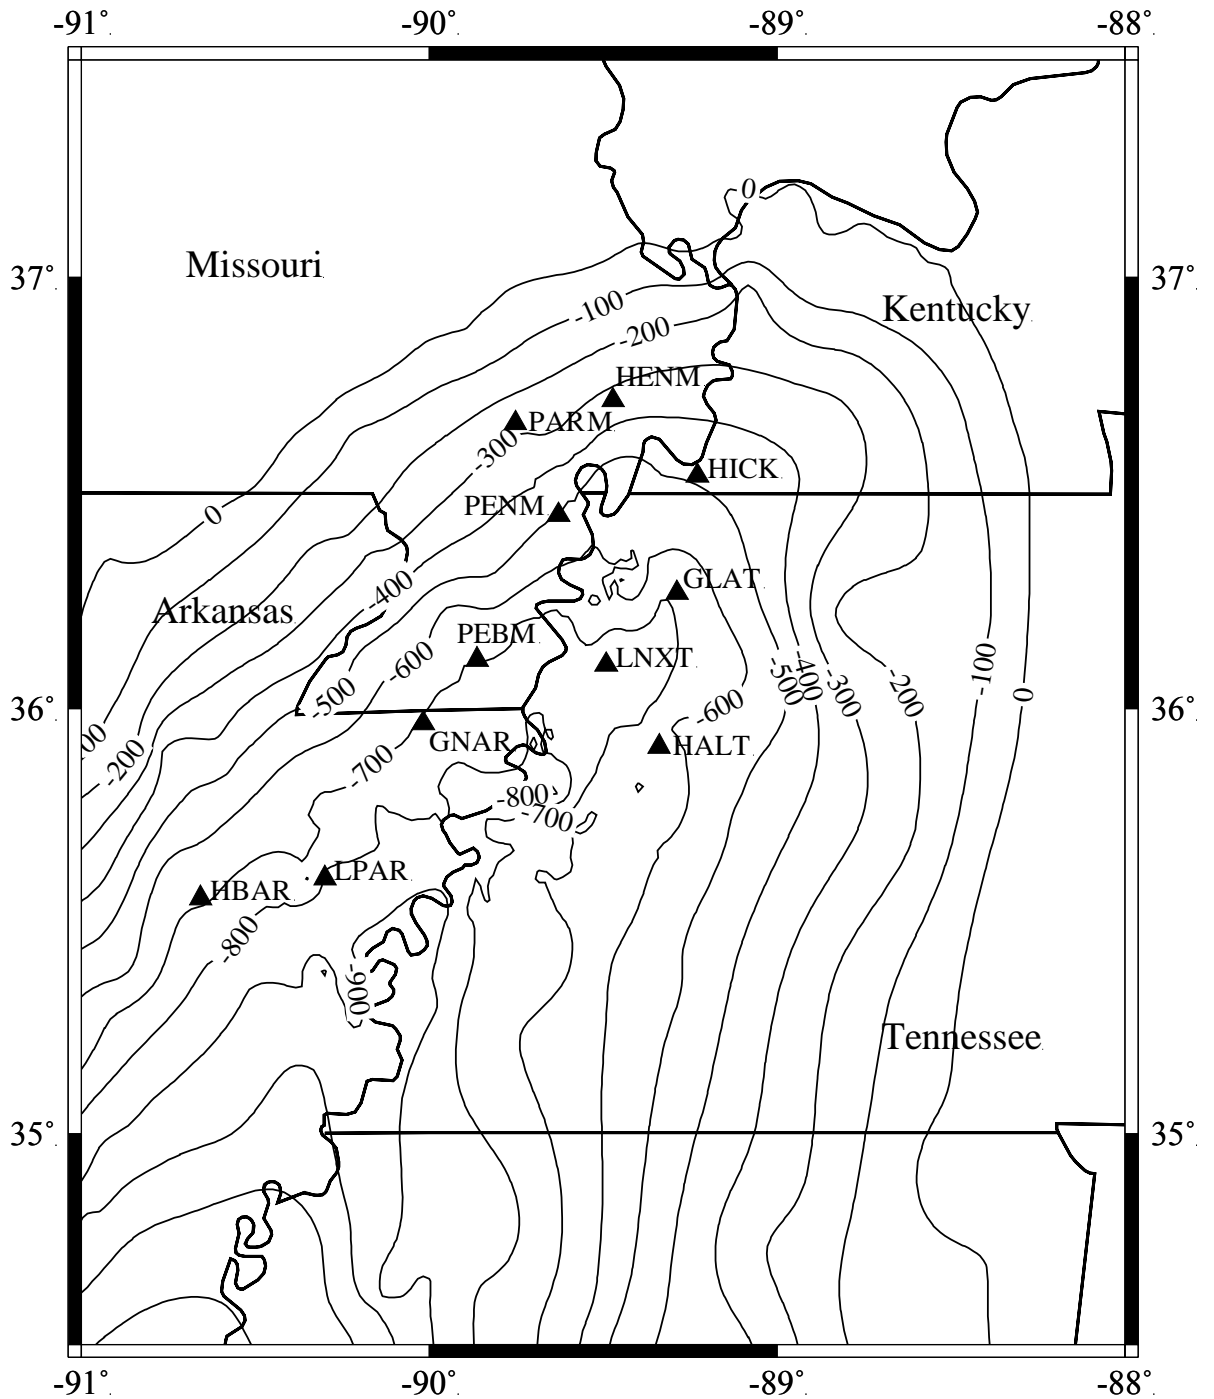 -91° -90° -89° -88°
0
Missouri
37° 37°
-100
Kentucky
-200
HENM
PARM
-300
HICK
PENM
0
GLAT
-400
Arkansas
PEBM
LNXT
-600
-100
-500
-400
-500
-300
-200
0
-600
36° 36°
00
-200
GNAR
HALT
-700
-800
-700
LPAR
HBAR
-800
-900
Tennessee
35° 35°
-91° -90° -89° -88°